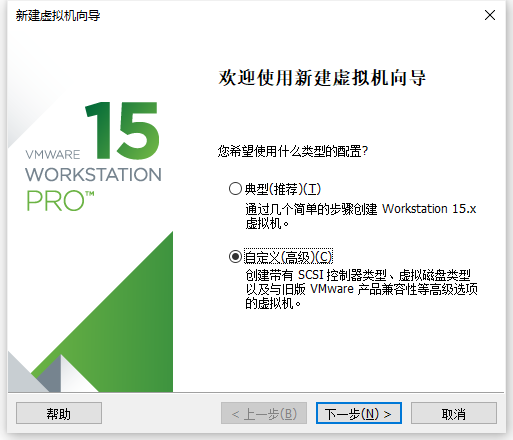 新建虚拟机向导
欢迎使用新建虚拟机向导
15
VMWARE
WORKSTATION
PRO™
您希望使用什么类型的配置?
典型(推荐)(T)
通过几个简单的步骤创建 Workstation 15.x
虚拟机。
自定义(高级)(C)
创建带有 SCSI 控制器类型、虚拟磁盘类型
以及与旧版 VMware 产品兼容性等高级选项
的虚拟机。
帮助
< 上一步(B)
下一步(N) >
取消